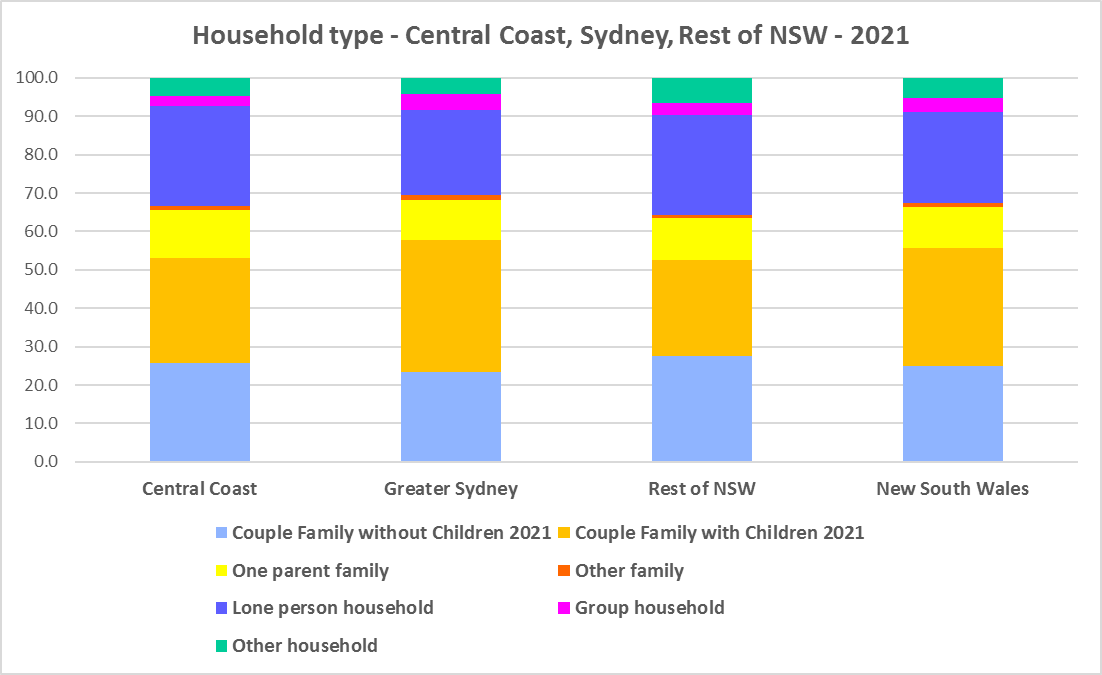 Household type - Central Coast, Sydney, Rest of NSW - 2021
100.0
90.0
80.0
70.0
60.0
50.0
40.0
30.0
20.0
10.0
0.0
Central Coast Greater Sydney Rest of NSW New South Wales
Couple Family without Children 2021 Couple Family with Children 2021
One parent family Other family
Lone person household Group household
Other household